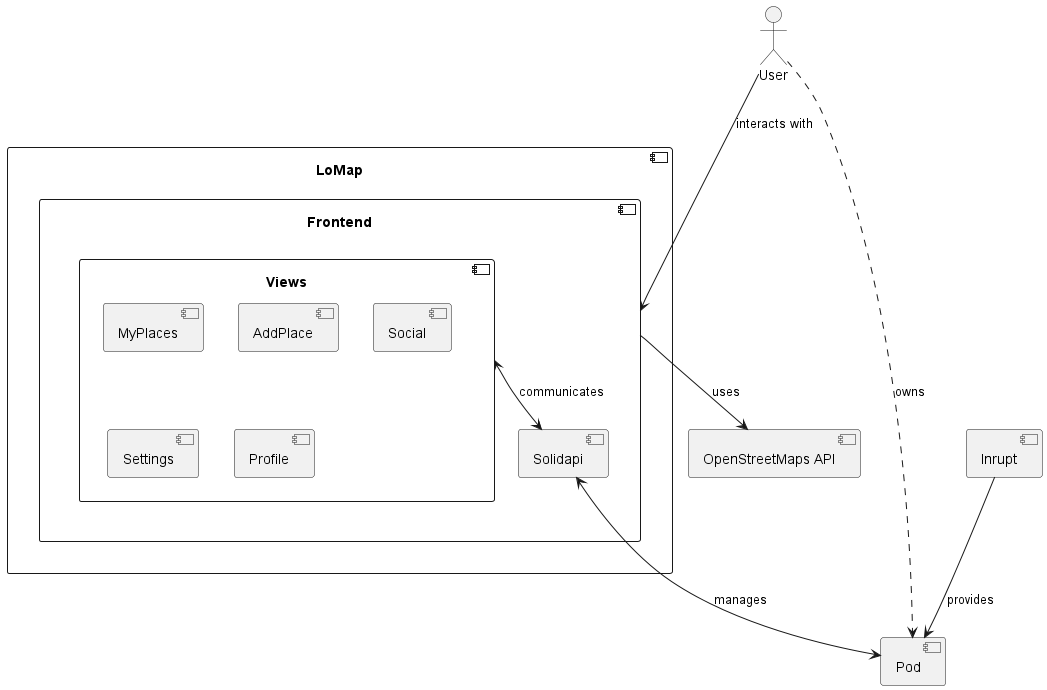 User
interacts with
LoMap
Frontend
Views
MyPlaces
AddPlace
Social
communicates
uses
owns
Settings
Profile
Solidapi
OpenStreetMaps API
Inrupt
manages
provides
Pod